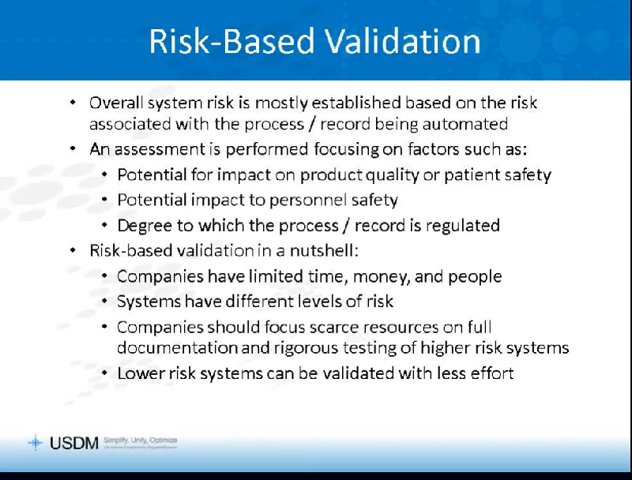 Risk-Based Validation
• Overall system risk is mostly established based on the risk
associated with the process / record being automated
• An assessment is performed focusing on factors such as:
• Potential for impact on product quality or patient safety
• Potential impact to personnel safety
• Degree to which the process / record is regulated
• Risk-based validation in a nutshell:
• Companies have limited time, money, and people
• Systems have different levels of risk
• Companies should focus scarce resources on full
documentation and rigorous testing of higher risk systems
• Lower risk systems can be validated with less effort
USDM Simplify, Unify, Optimize